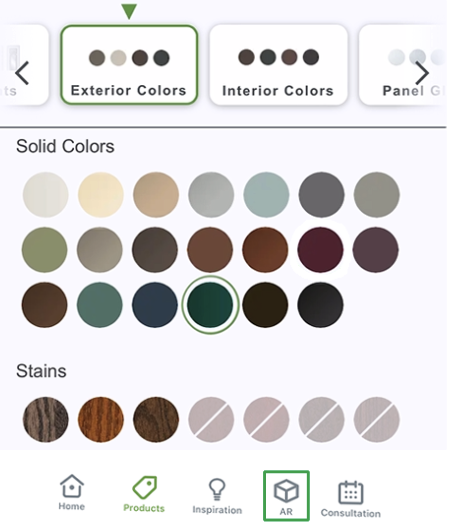 ts
Exterior Colors
Interior Colors
Panel G
Solid Colors
Stains
Home
Products
Inspiration
AR
Consultation